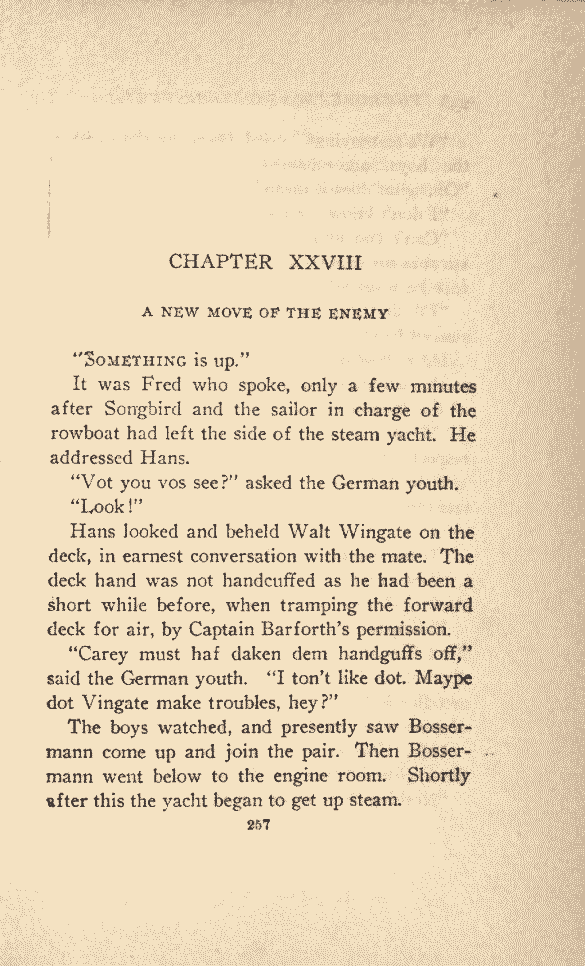 CHAPTER XXVIII
A NEW MOVE OF THE ENEMY
"SOMETHING is up."
It was Fred who spoke, only a few minutes
after Songbird and the sailor in charge of the
rowboat had left the side of the steam yacht. He
addressed Hans.
"Vot you vos see?" asked the German youth.
"Look!"
Hans looked and beheld Walt Wingate on the
deck, in earnest conversation with the mate. The
deck hand was not handcuffed as he had been a
short while before, when tramping the forward
deck for air, by Captain Barforth's permission.
"Carey must haf daken dem handguffs off,"
said the German youth. "I ton't like dot. Maype
dot Vingate make troubles, hey?"
The boys watched, and presently saw Bosser-
mann come up and join the pair. Then Bosser-
mann went below to the engine room. Shortly
after this the yacht began to get up steam.
257